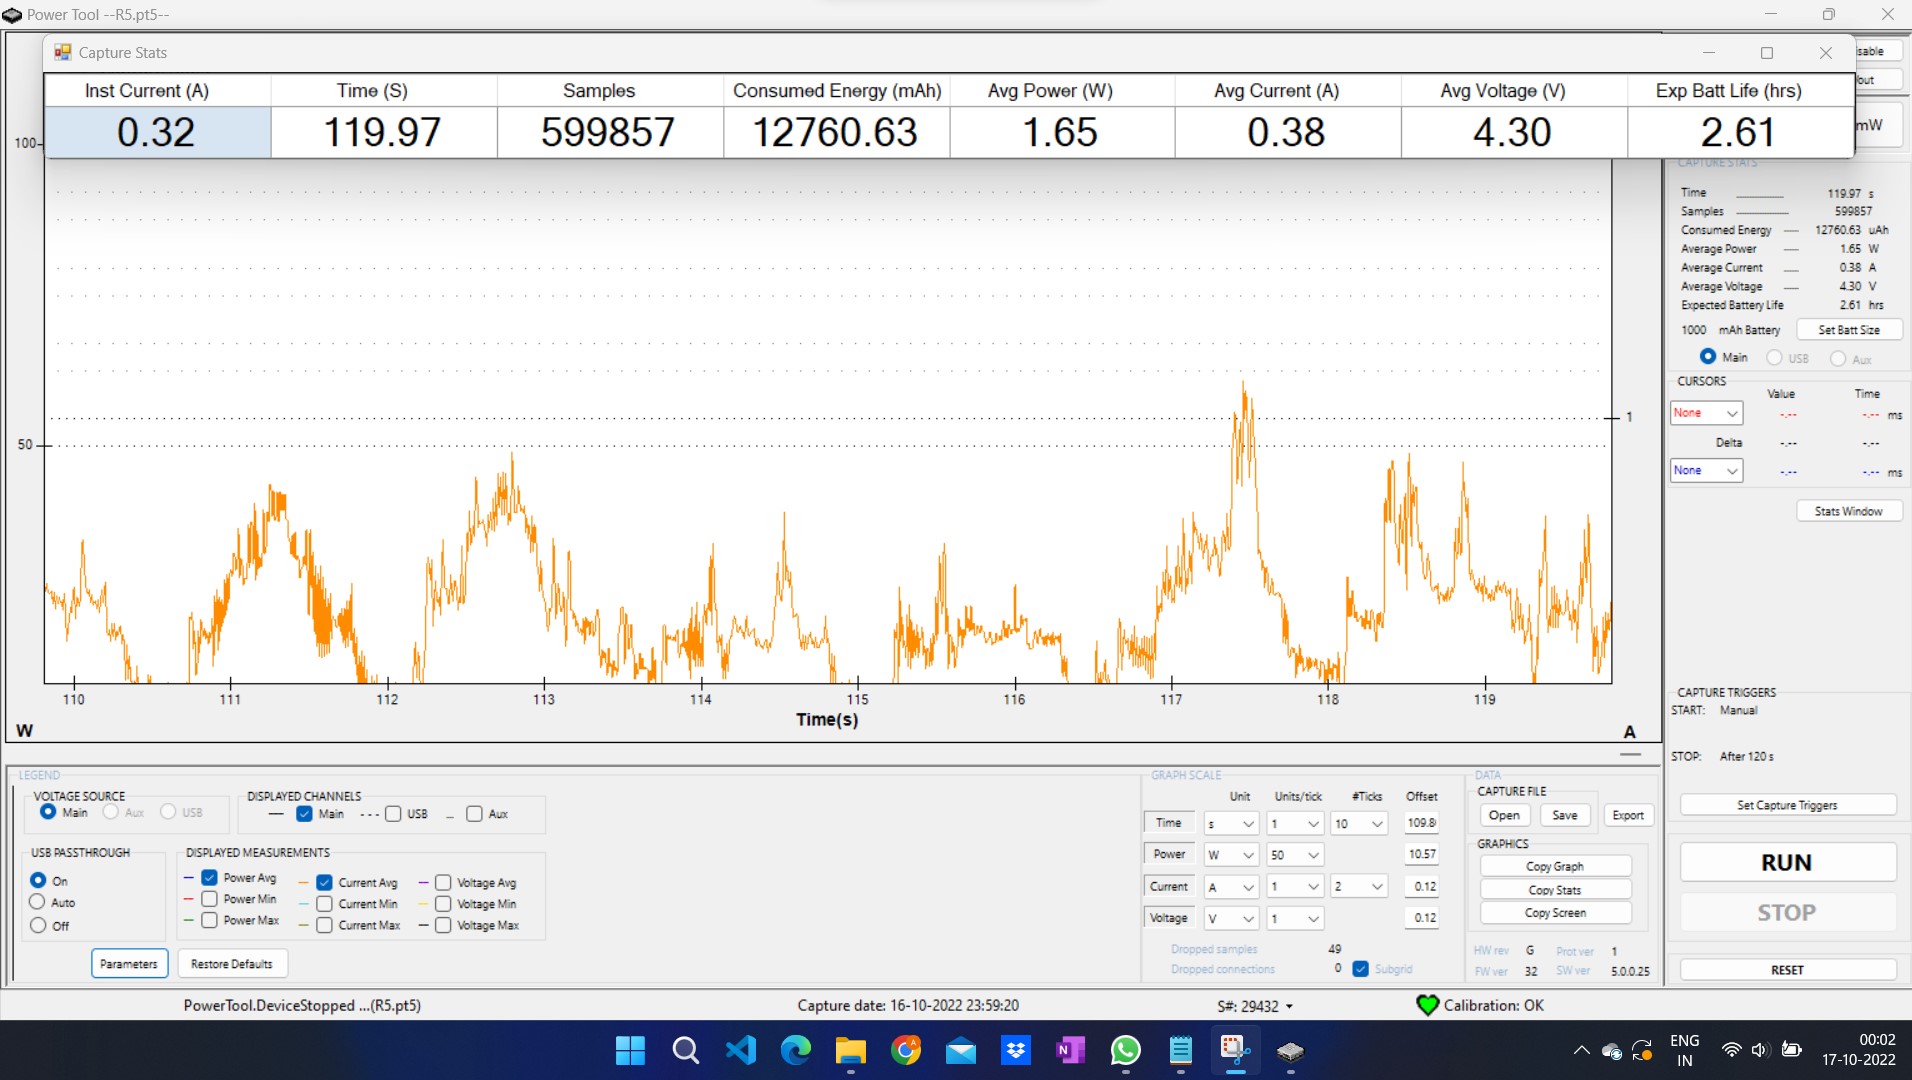 Power Tool --R5.pt5--
Capture Stats
Inst Current (A) Time (S) Samples Consumed Energy (mAh) Avg Power (W) Avg Current (A) Avg Voltage (V) Exp Batt Life (hrs)
0.32 119.97 599857 12760.63 1.65 0.38 4.30 2.61
100
50
1
110 111 112 113 114 115 116 117 118 119
Time(s)
W A
mW
CAPTURE STATS
Time 119.97 s
Samples 599857
Consumed Energy 12760.63 uAh
Average Power 1.65 W
Average Current 0.38 A
Average Voltage 4.30 V
Expected Battery Life 2.61 hrs
1000 mAh Battery Set Batt Size
Main USB Aux
CURSORS Value Time
None -.-- -.-- ms
Delta -.-- -.--
None -.-- -.-- ms
Stats Window
CAPTURE TRIGGERS
START: Manual
STOP: After 120 s
Set Capture Triggers
RUN
STOP
RESET
LEGEND
VOLTAGE SOURCE
Main Aux USB
DISPLAYED CHANNELS
Main USB Aux
USB PASSTHROUGH
On
Auto
Off
DISPLAYED MEASUREMENTS
Power Avg Current Avg Voltage Avg
Power Min Current Min Voltage Min
Power Max Current Max Voltage Max
Parameters Restore Defaults
GRAPH SCALE
Unit Units/tick #Ticks Offset
Time s 1 10 109.8
Power W 50 10.57
Current A 1 2 0.12
Voltage V 1 0.12
Dropped samples 49
Dropped connections 0 Subgrid
DATA
CAPTURE FILE
Open Save Export
GRAPHICS
Copy Graph
Copy Stats
Copy Screen
HW rev G Prot ver 1
FW ver 32 SW ver 5.0.0.25
PowerTool.DeviceStopped ...(R5.pt5) Capture date: 16-10-2022 23:59:20 S#: 29432 Calibration: OK
ENG
IN
00:02
17-10-2022